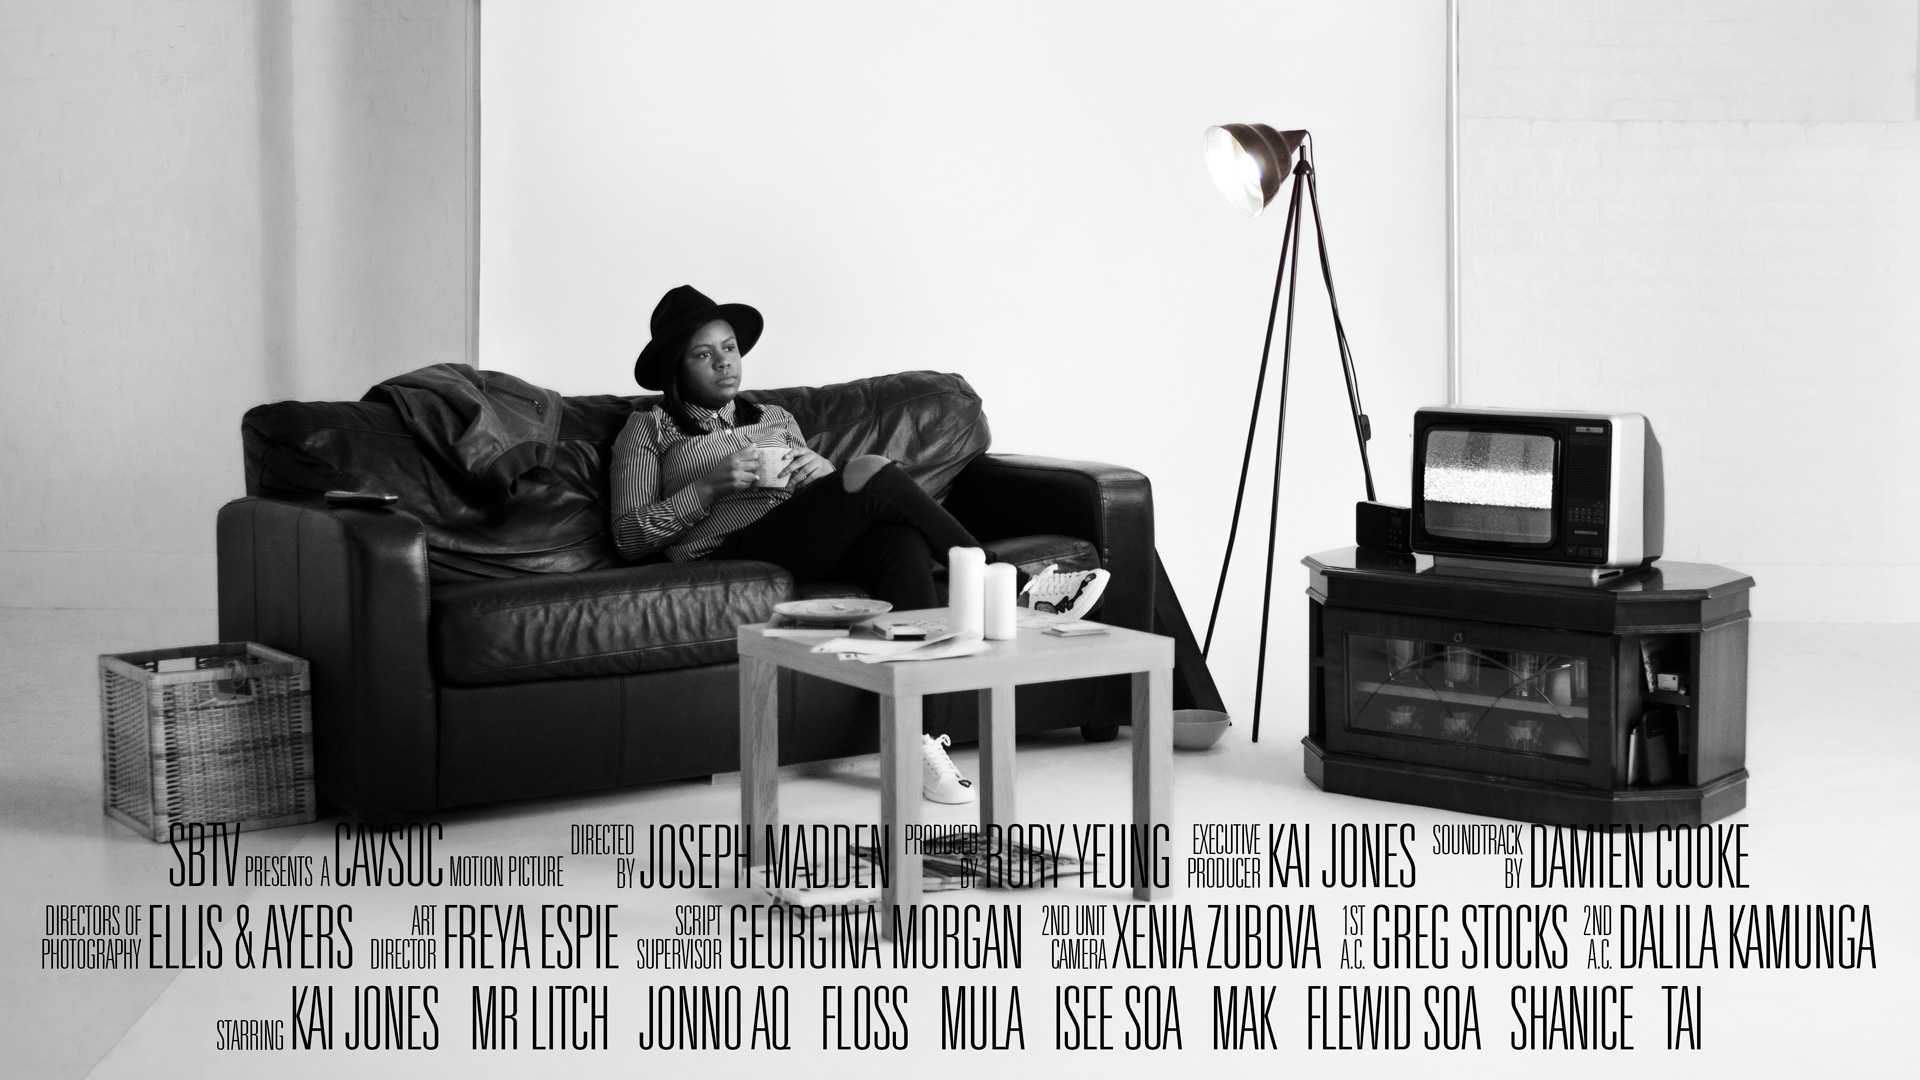 SBTV PRESENTS A CAVSOC MOTION PICTURE DIRECTED BY JOSEPH MADDEN PRODUCED BY RORY YEUNG EXECUTIVE PRODUCER KAI JONES SOUNDTRACK BY DAMIEN COOKE
DIRECTORS OF PHOTOGRAPHY ELLIS & AYERS ART DIRECTOR FREYA ESPIE SCRIPT SUPERVISOR GEORGINA MORGAN 2ND UNIT CAMERA XENIA ZUBOVA 1ST A.C. GREG STOCKS 2ND A.C. DALILA KAMUNGA
STARRING KAI JONES MR LITCH JONNO AQ FLOSS MULA ISEE SOA MAK FLEWID SOA SHANICE TAI